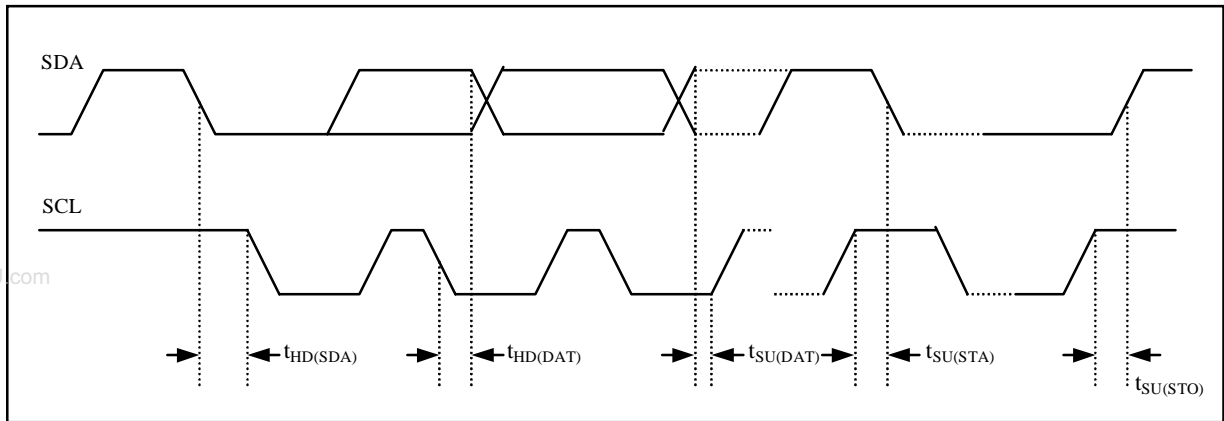 SDA
SCL
.com
tHD(SDA) tHD(DAT) tSU(DAT) tSU(STA)
tSU(STO)